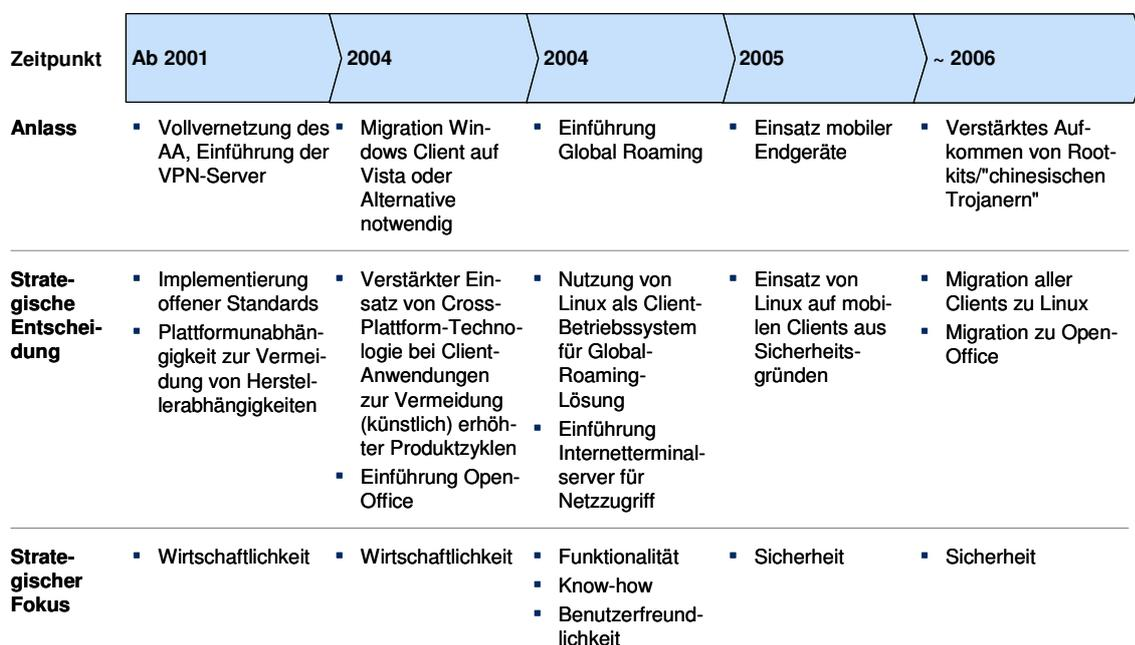 Zeitpunkt
Ab 2001
2004
2004
2005
~ 2006
Anlass
▪ Vollvernetzung des
AA, Einführung der
VPN-Server
▪ Migration Win-
dows Client auf
Vista oder
Alternative
notwendig
▪ Einführung
Global Roaming
▪ Einsatz mobiler
Endgeräte
▪ Verstärktes Auf-
kommen von Root-
kits/"chinesischen
Trojanern"
Strate-
gische
Entschei-
dung
▪ Implementierung
offener Standards
▪ Plattformunabhän-
gigkeit zur Vermei-
dung von Herstel-
lerabhängigkeiten
▪ Verstärkter Ein-
satz von Cross-
Plattform-Techno-
logie bei Client-
Anwendungen
zur Vermeidung
(künstlich) erhöh-
ter Produktzyklen
▪ Einführung Open-
Office
▪ Nutzung von
Linux als Client-
Betriebssystem
für Global-
Roaming-
Lösung
▪ Einführung
Internetterminal-
server für
Netzzugriff
▪ Einsatz von
Linux auf mobi-
len Clients aus
Sicherheits-
gründen
▪ Migration aller
Clients zu Linux
▪ Migration zu Open-
Office
Strate-
gischer
Fokus
▪ Wirtschaftlichkeit
▪ Wirtschaftlichkeit
▪ Funktionalität
▪ Know-how
▪ Benutzerfreund-
lichkeit
▪ Sicherheit
▪ Sicherheit